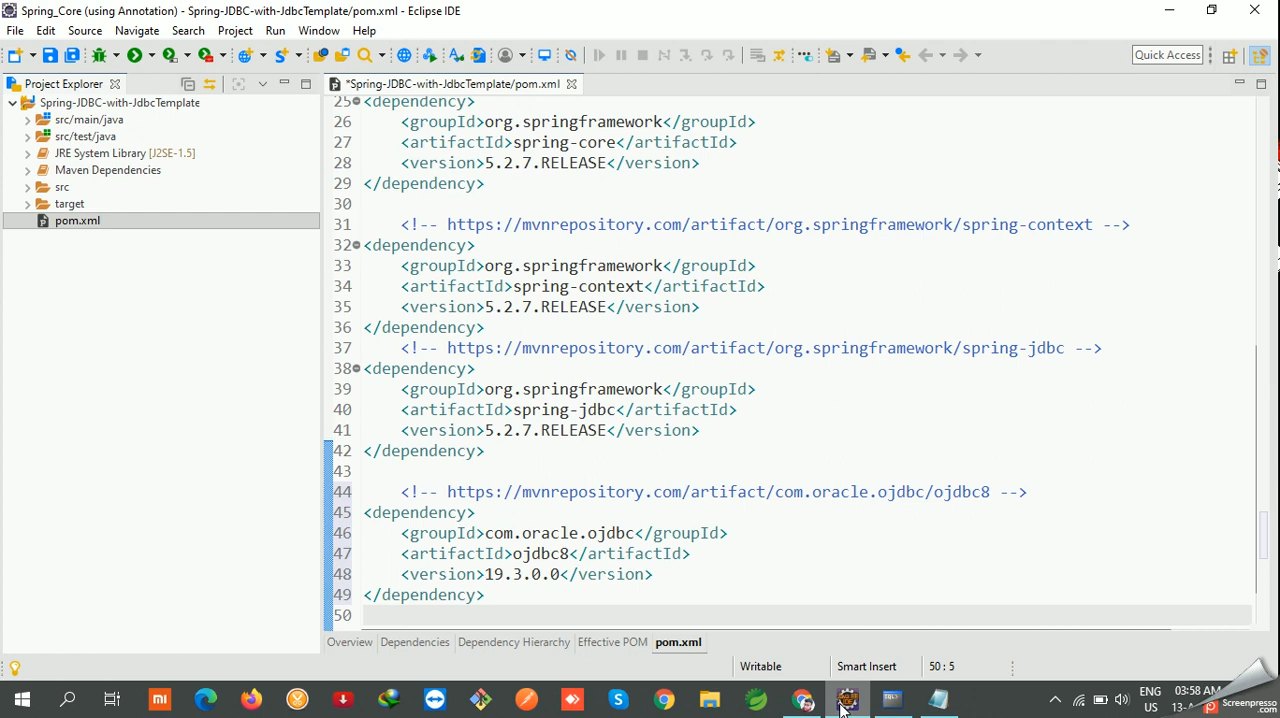 Spring_Core (using Annotation) - Spring-JDBC-with-JdbcTemplate/pom.xml - Eclipse IDE
File Edit Source Navigate Search Project Run Window Help
Quick Access
Project Explorer
*Spring-JDBC-with-JdbcTemplate/pom.xml
Spring-JDBC-with-JdbcTemplate
src/main/java
src/test/java
JRE System Library [J2SE-1.5]
Maven Dependencies
src
target
pom.xml
25 <dependency>
26 <groupId>org.springframework</groupId>
27 <artifactId>spring-core</artifactId>
28 <version>5.2.7.RELEASE</version>
29 </dependency>
30
31 <!-- https://mvnrepository.com/artifact/org.springframework/spring-context -->
32 <dependency>
33 <groupId>org.springframework</groupId>
34 <artifactId>spring-context</artifactId>
35 <version>5.2.7.RELEASE</version>
36 </dependency>
37 <!-- https://mvnrepository.com/artifact/org.springframework/spring-jdbc -->
38 <dependency>
39 <groupId>org.springframework</groupId>
40 <artifactId>spring-jdbc</artifactId>
41 <version>5.2.7.RELEASE</version>
42 </dependency>
43
44 <!-- https://mvnrepository.com/artifact/com.oracle.ojdbc/ojdbc8 -->
45 <dependency>
46 <groupId>com.oracle.ojdbc</groupId>
47 <artifactId>ojdbc8</artifactId>
48 <version>19.3.0.0</version>
49 </dependency>
50
Overview Dependencies Dependency Hierarchy Effective POM pom.xml
Writable Smart Insert 50 : 5
ENG 03:58 AM
US 13-
Screenpresso
.com